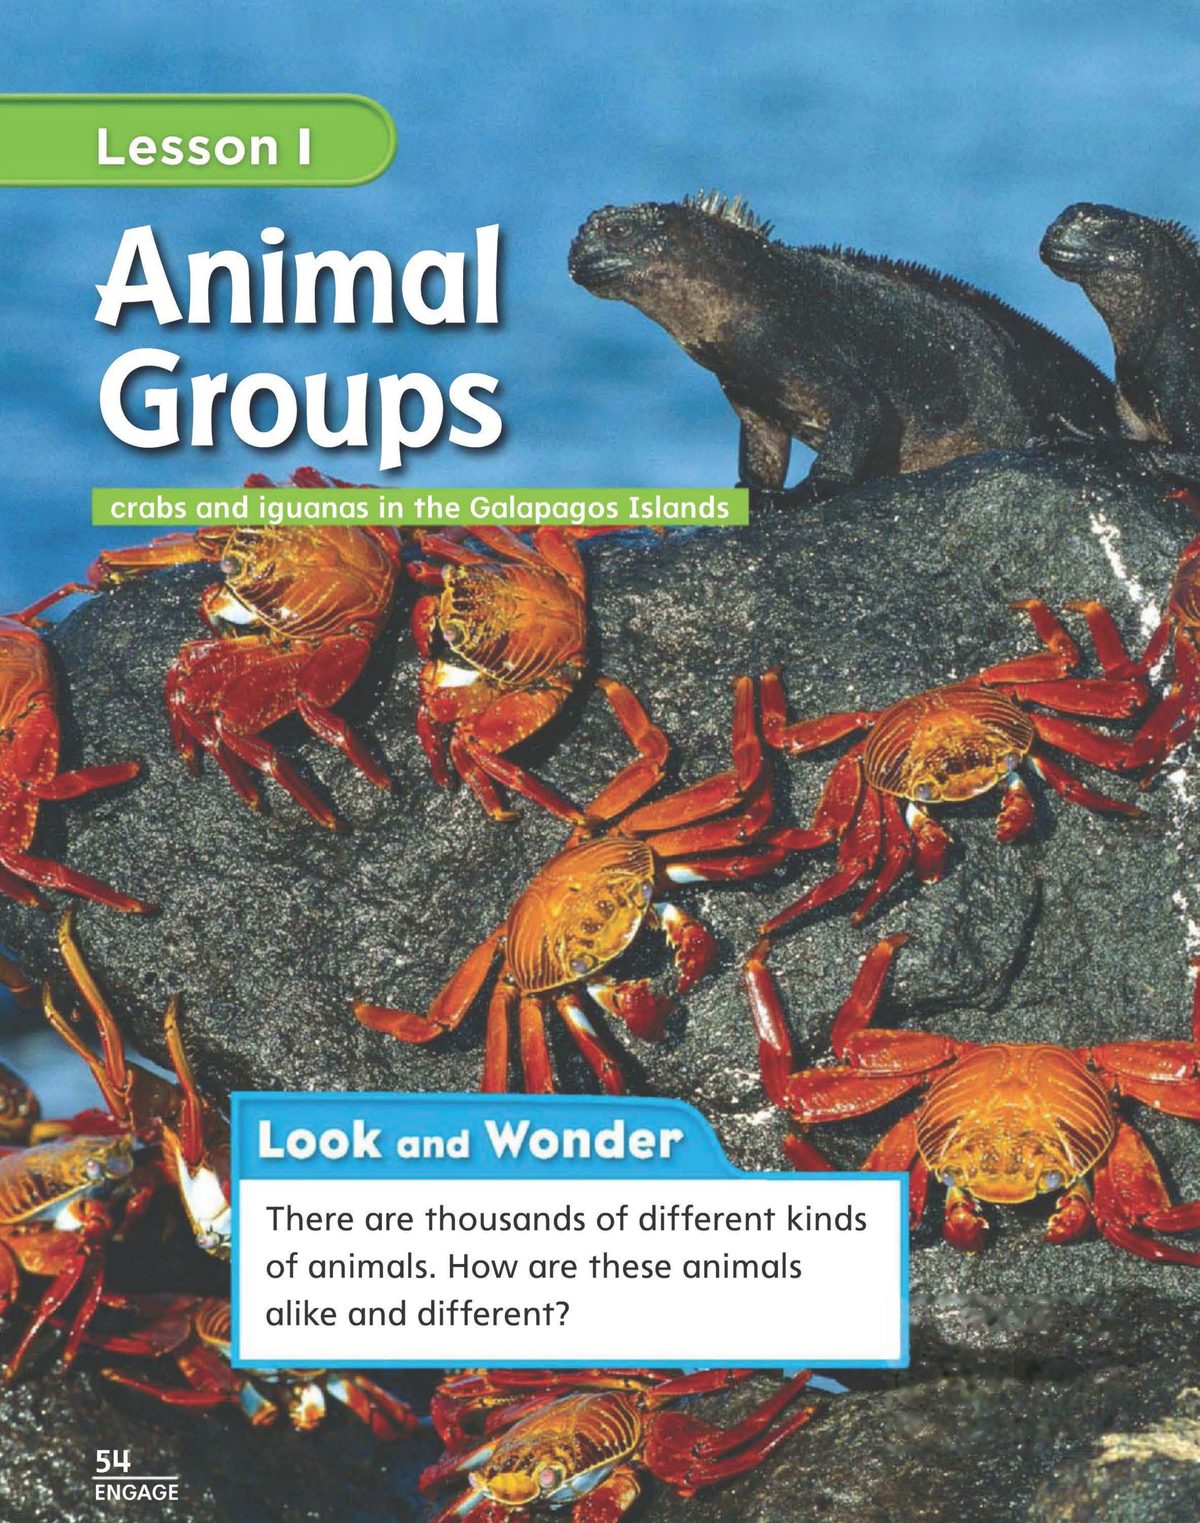 Lesson 1
Animal
Groups
crabs and iguanas in the Galapagos Islands
Look and Wonder
There are thousands of different kinds
of animals. How are these animals
alike and different?
54
ENGAGE